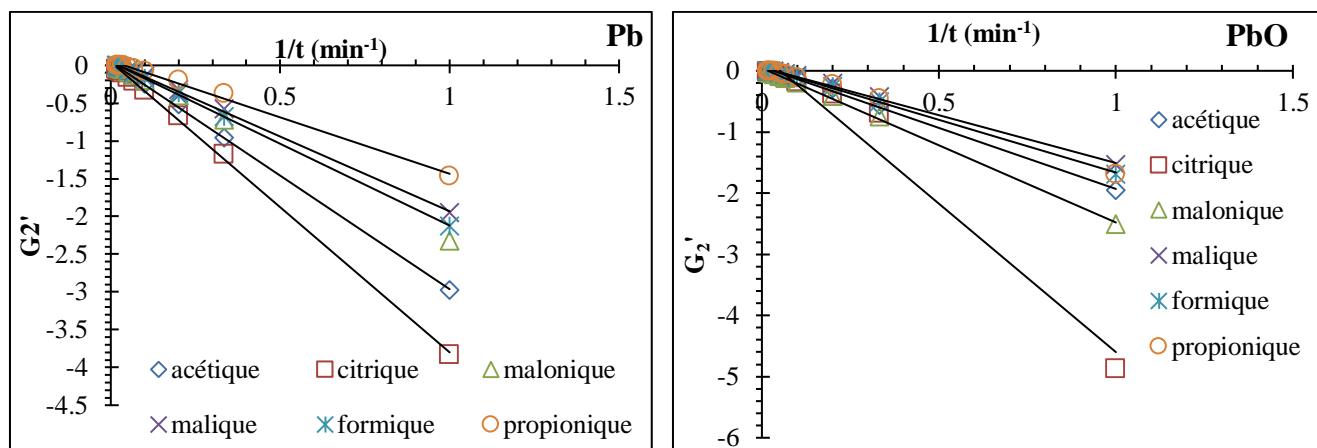 Pb
1/t (min-1)
0
0
0.5
1
1.5
-0.5
-1
-1.5
-2
-2.5
-3
-3.5
-4
-4.5
G2'
acétique
citrique
malonique
malique
formique
propionique
PbO
1/t (min-1)
0
0
0.5
1
1.5
-1
-2
-3
-4
-5
-6
G2'
acétique
citrique
malonique
malique
formique
propionique